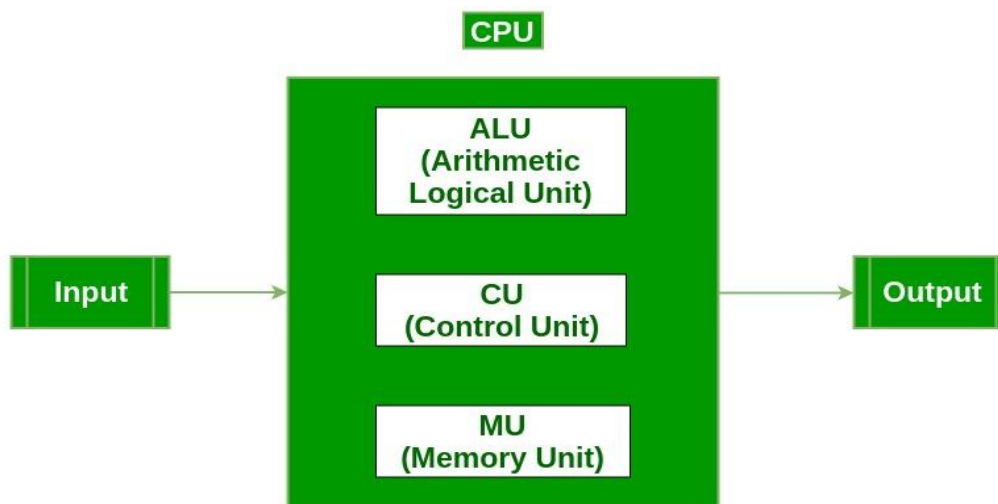 CPU
ALU
(Arithmetic
Logical Unit)
Input
CU
(Control Unit)
Output
MU
(Memory Unit)